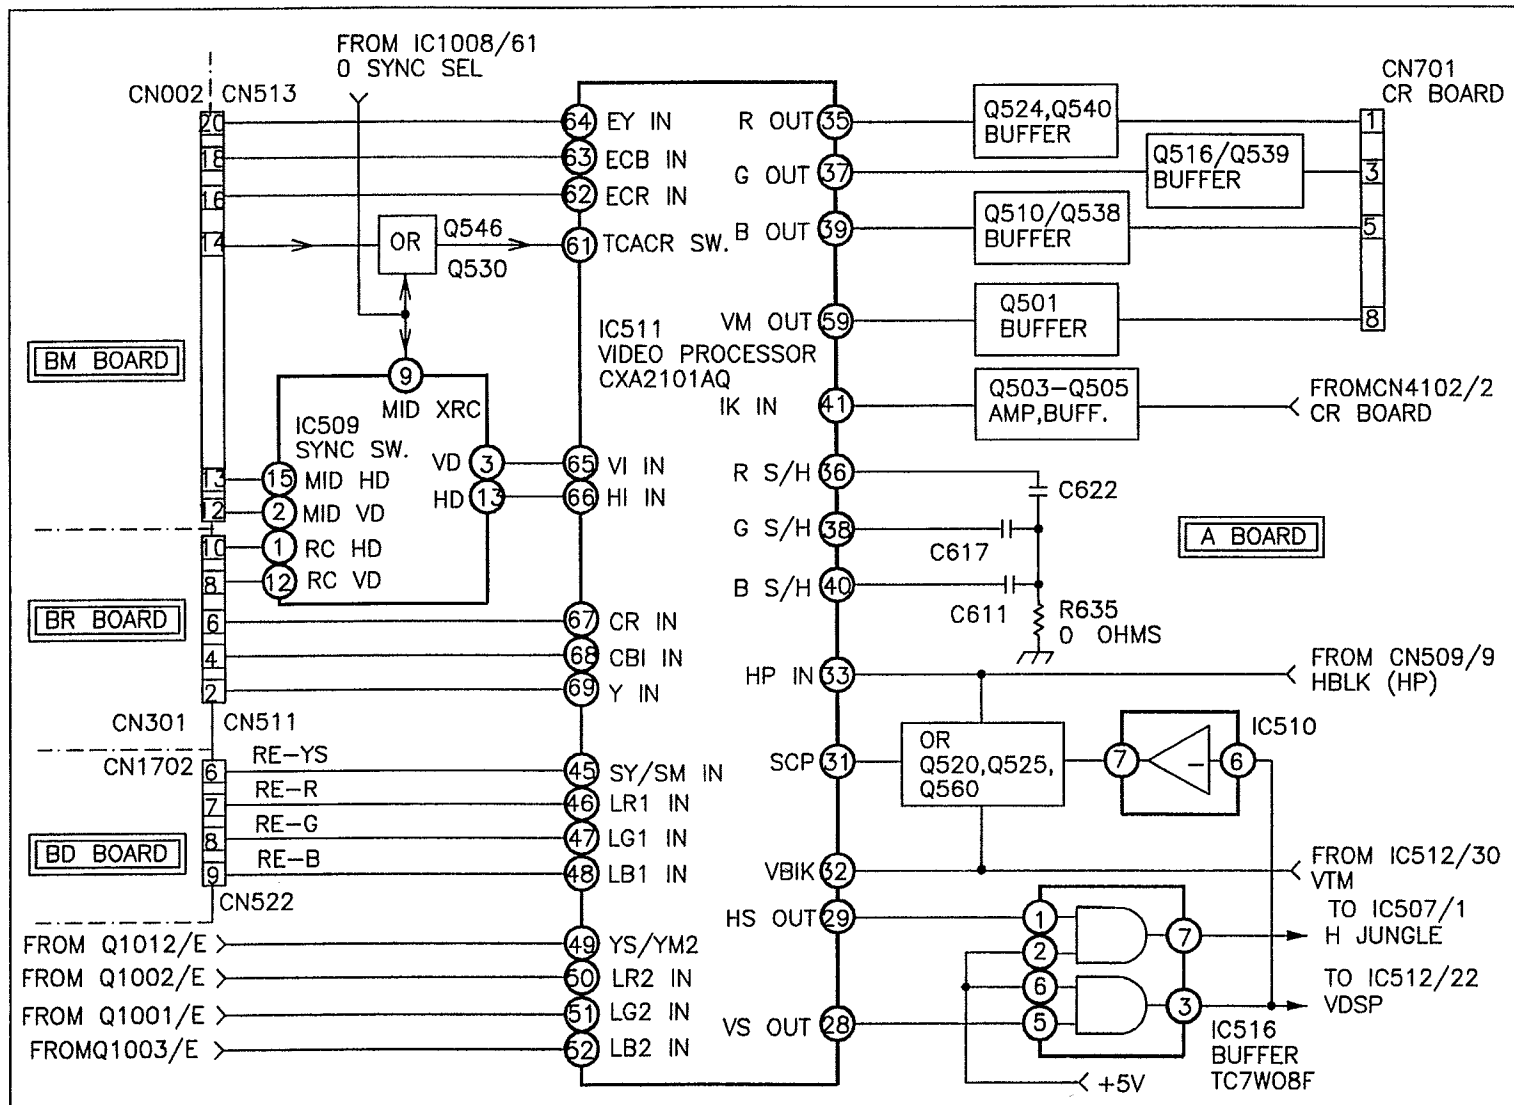 FROM IC1008/61
0 SYNC SEL
CN002
CN513
CN701
CR BOARD
20
64
EY IN
R OUT
35
Q524,Q540
BUFFER
1
18
63
ECB IN
G OUT
37
Q516/Q539
BUFFER
3
16
62
ECR IN
14
OR
Q546
Q530
61
TCACR SW.
B OUT
39
Q510/Q538
BUFFER
5
VM OUT
59
Q501
BUFFER
8
BM BOARD
IC511
VIDEO PROCESSOR
CXA2101AQ
9
MID XRC
IK IN
41
Q503-Q505
AMP,BUFF.
FROMCN4102/2
CR BOARD
IC509
SYNC SW.
VD
3
65
VI IN
R S/H
36
C622
13
15
MID HD
HD
13
66
HI IN
12
2
MID VD
G S/H
38
C617
A BOARD
10
1
RC HD
8
12
RC VD
B S/H
40
C611
R635
0 OHMS
BR BOARD
6
67
CR IN
4
68
CBI IN
2
69
Y IN
HP IN
33
FROM CN509/9
HBLK (HP)
CN301
CN511
CN1702
6
RE-YS
45
SY/SM IN
SCP
31
OR
Q520,Q525,
Q560
7
-
6
IC510
7
RE-R
46
LR1 IN
8
RE-G
47
LG1 IN
BD BOARD
9
RE-B
48
LB1 IN
VBIK
32
FROM IC512/30
VTM
CN522
HS OUT
29
1
2
7
TO IC507/1
H JUNGLE
FROM Q1012/E
49
YS/YM2
FROM Q1002/E
50
LR2 IN
6
5
3
TO IC512/22
VDSP
FROM Q1001/E
51
LG2 IN
VS OUT
28
FROMQ1003/E
52
LB2 IN
IC516
BUFFER
TC7W08F
+5V